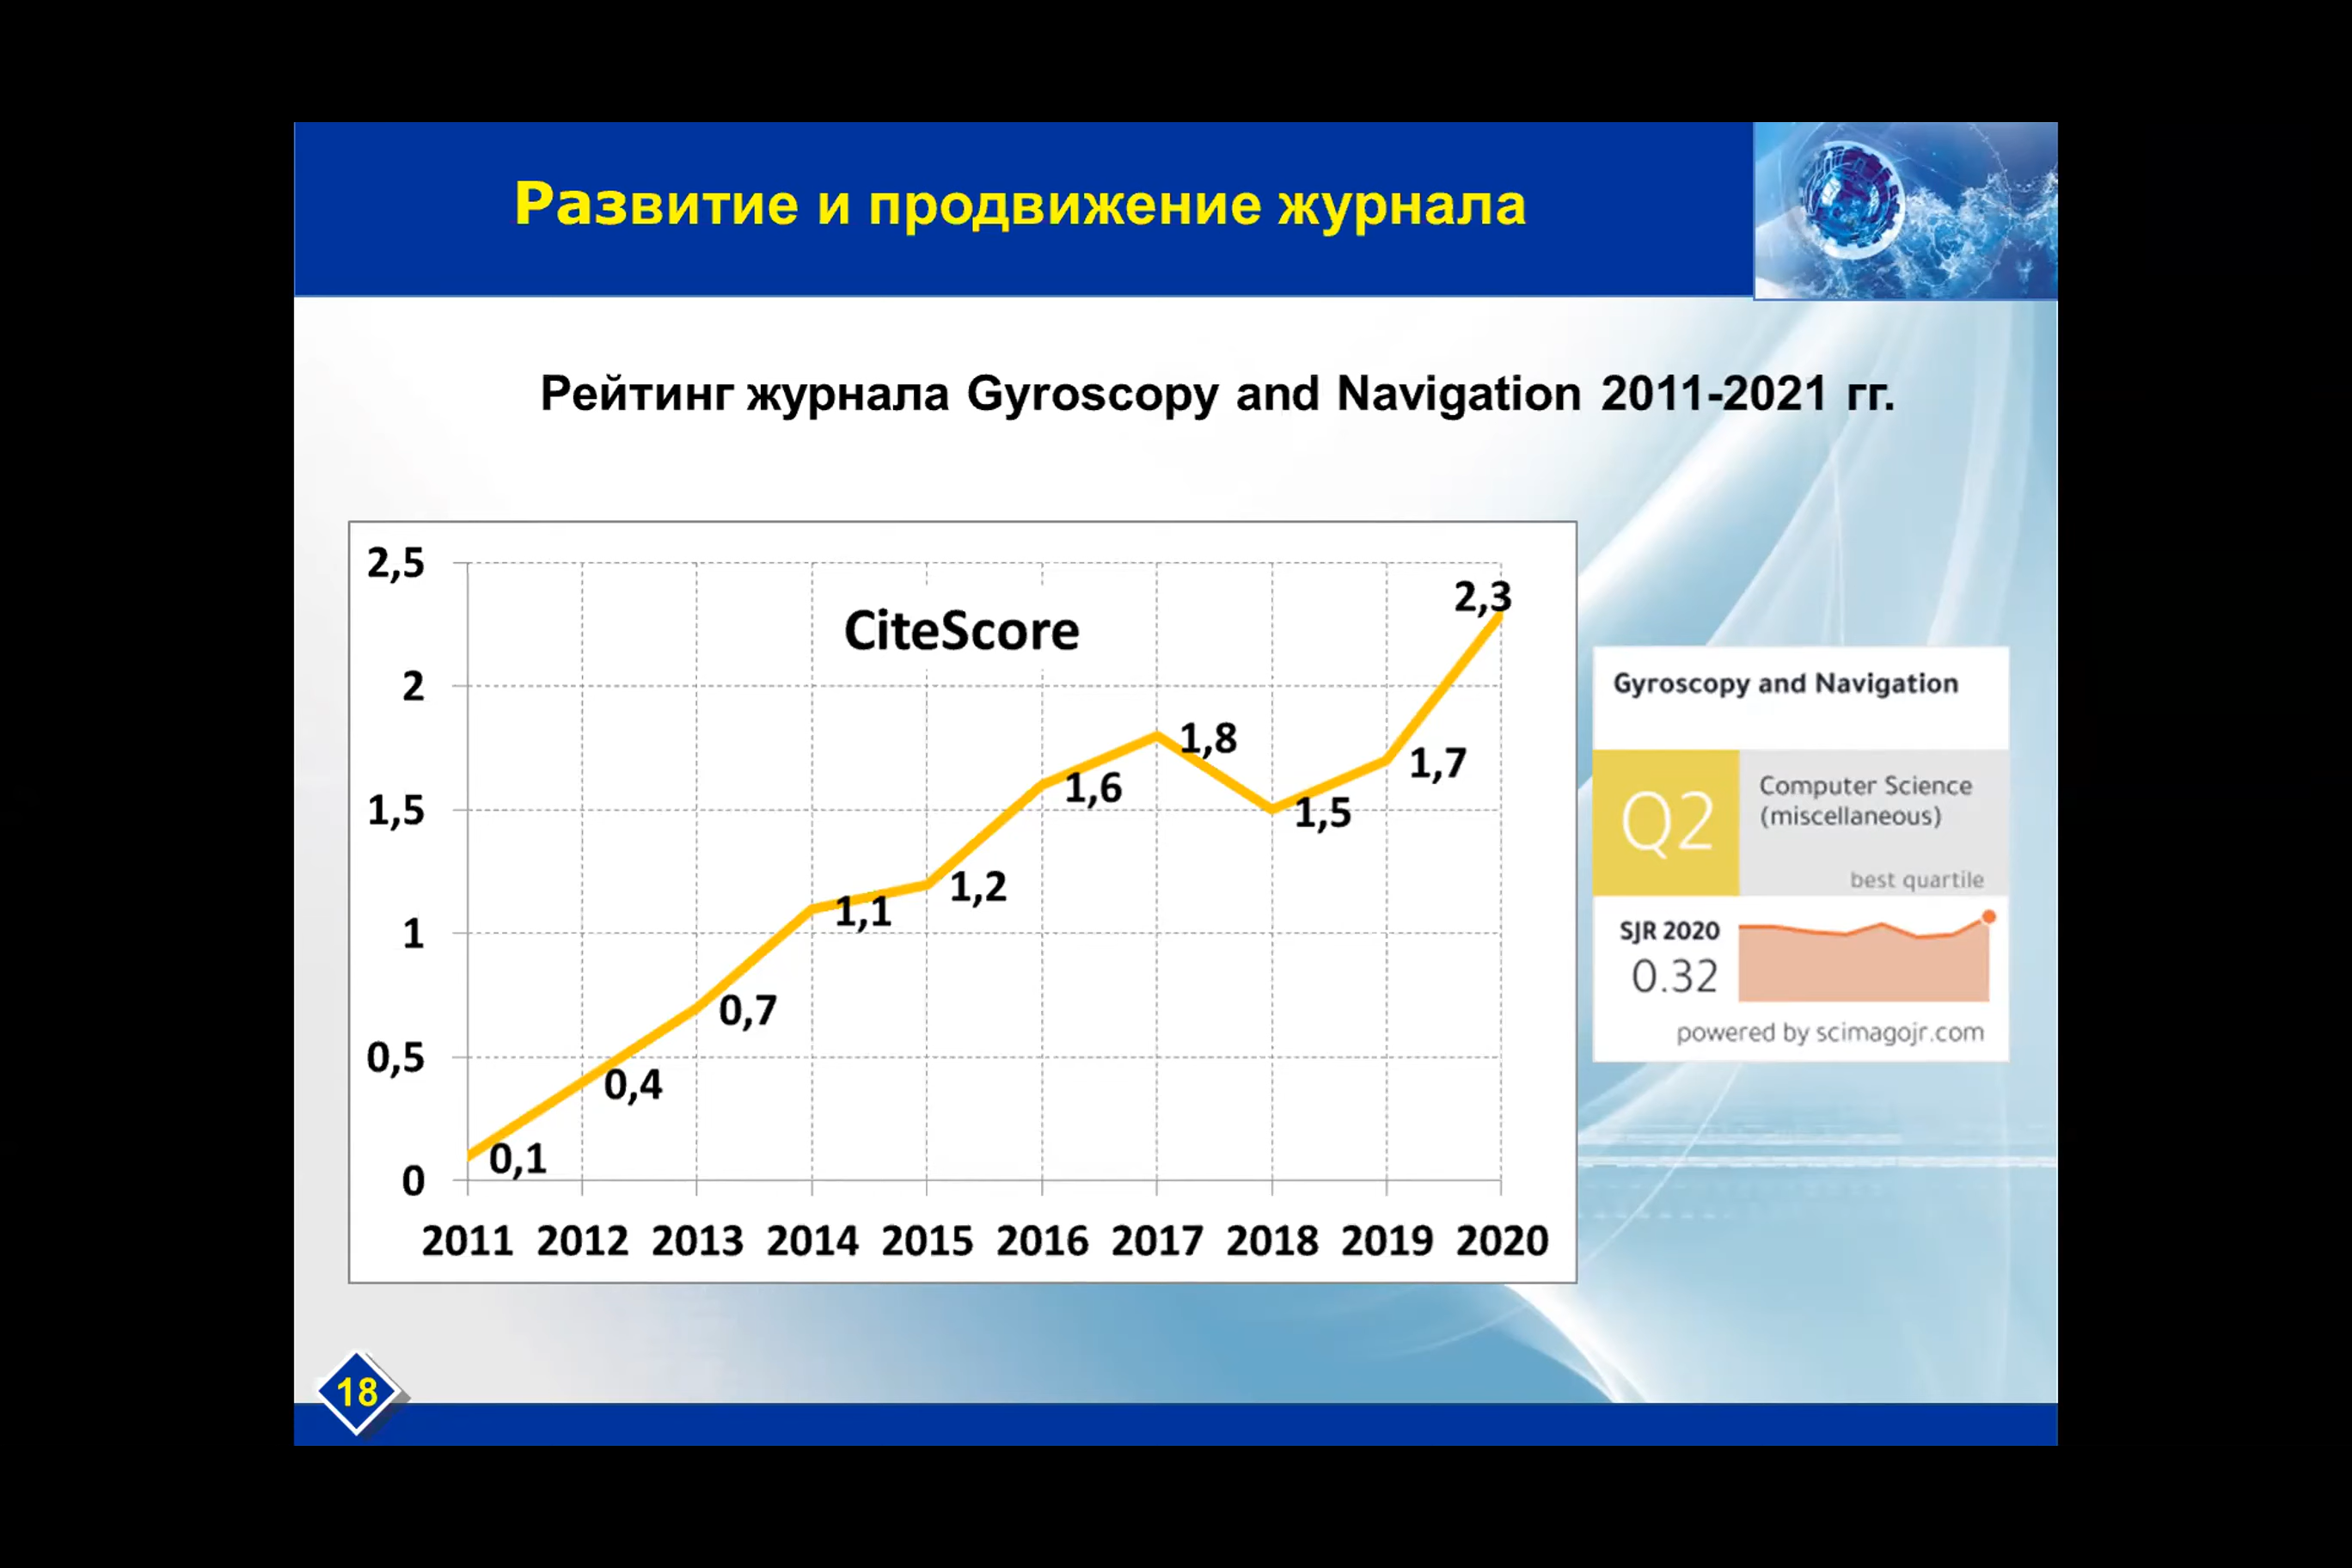 Развитие и продвижение журнала
Рейтинг журнала Gyroscopy and Navigation 2011-2021 гг.
CiteScore
2,5
2
1,5
1
0,5
0
0,1
0,4
0,7
1,1
1,2
1,6
1,8
1,5
1,7
2,3
2011 2012 2013 2014 2015 2016 2017 2018 2019 2020
Gyroscopy and Navigation
Q2
Computer Science
(miscellaneous)
best quartile
SJR 2020
0.32
powered by scimagojr.com
18